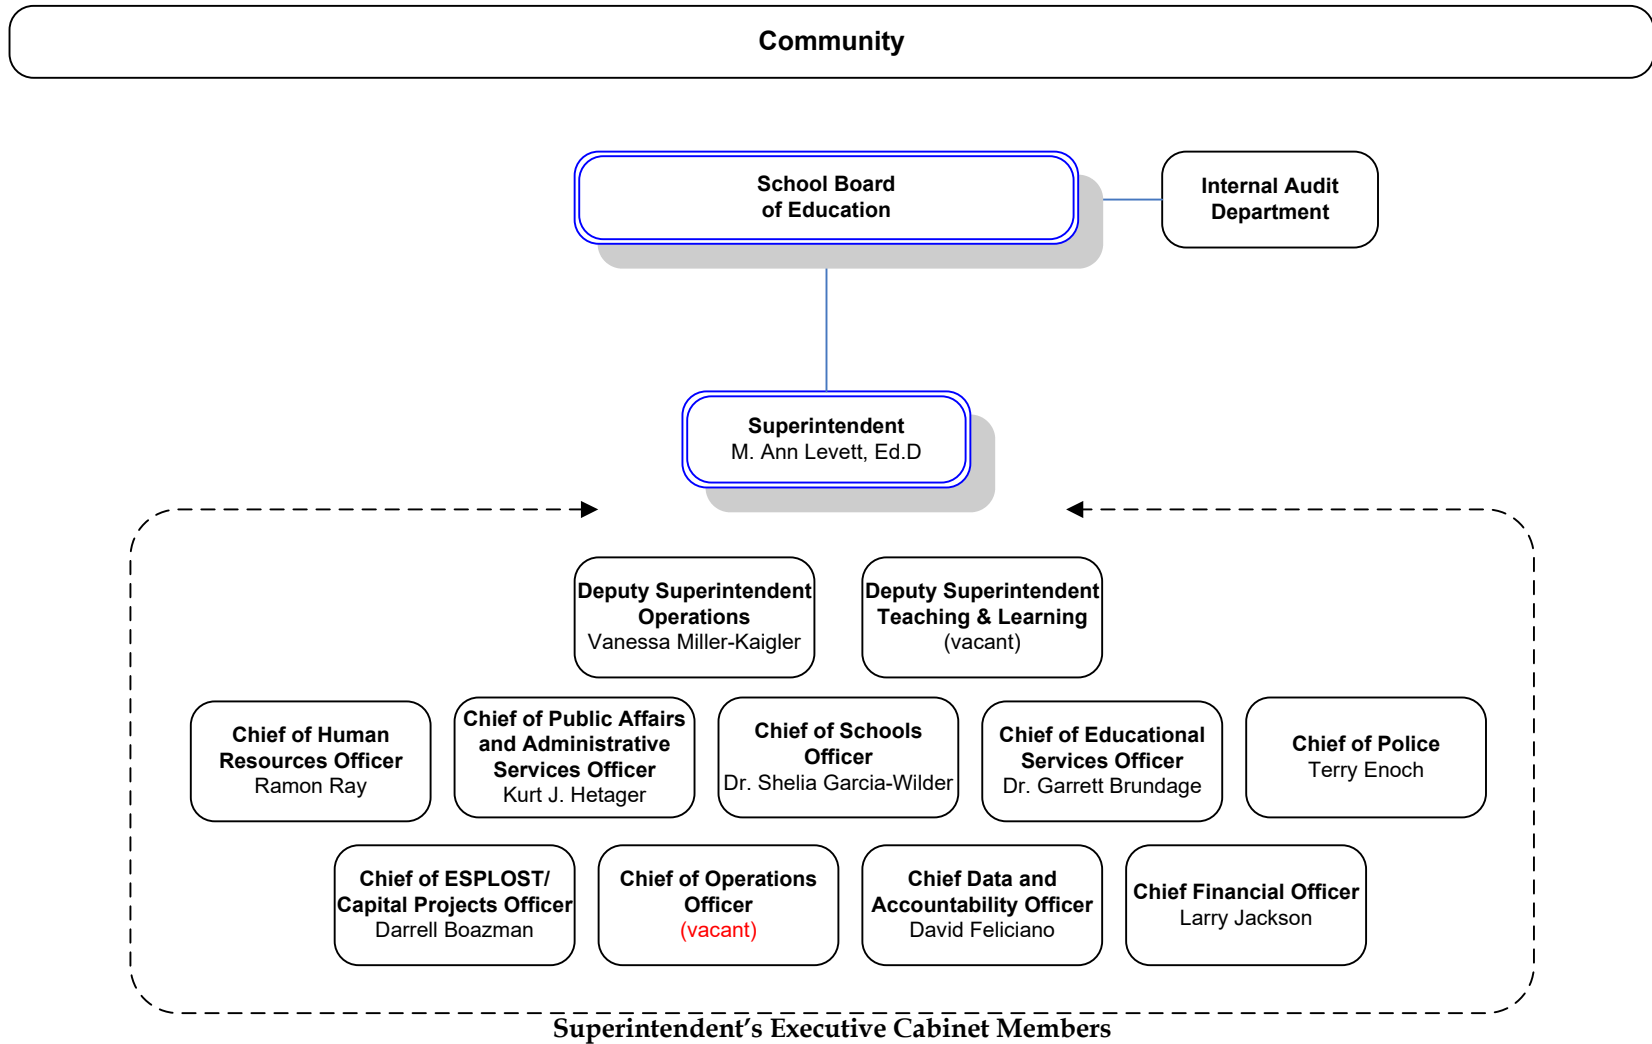 Community
School Board
of Education
Internal Audit
Department
Superintendent
M. Ann Levett, Ed.D
Deputy Superintendent
Operations
Vanessa Miller-Kaigler
Deputy Superintendent
Teaching & Learning
(vacant)
Chief of Human
Resources Officer
Ramon Ray
Chief of Public Affairs
and Administrative
Services Officer
Kurt J. Hetager
Chief of Schools
Officer
Dr. Shelia Garcia-Wilder
Chief of Educational
Services Officer
Dr. Garrett Brundage
Chief of Police
Terry Enoch
Chief of ESPLOST/
Capital Projects Officer
Darrell Boazman
Chief of Operations
Officer
(vacant)
Chief Data and
Accountability Officer
David Feliciano
Chief Financial Officer
Larry Jackson
Superintendent’s Executive Cabinet Members